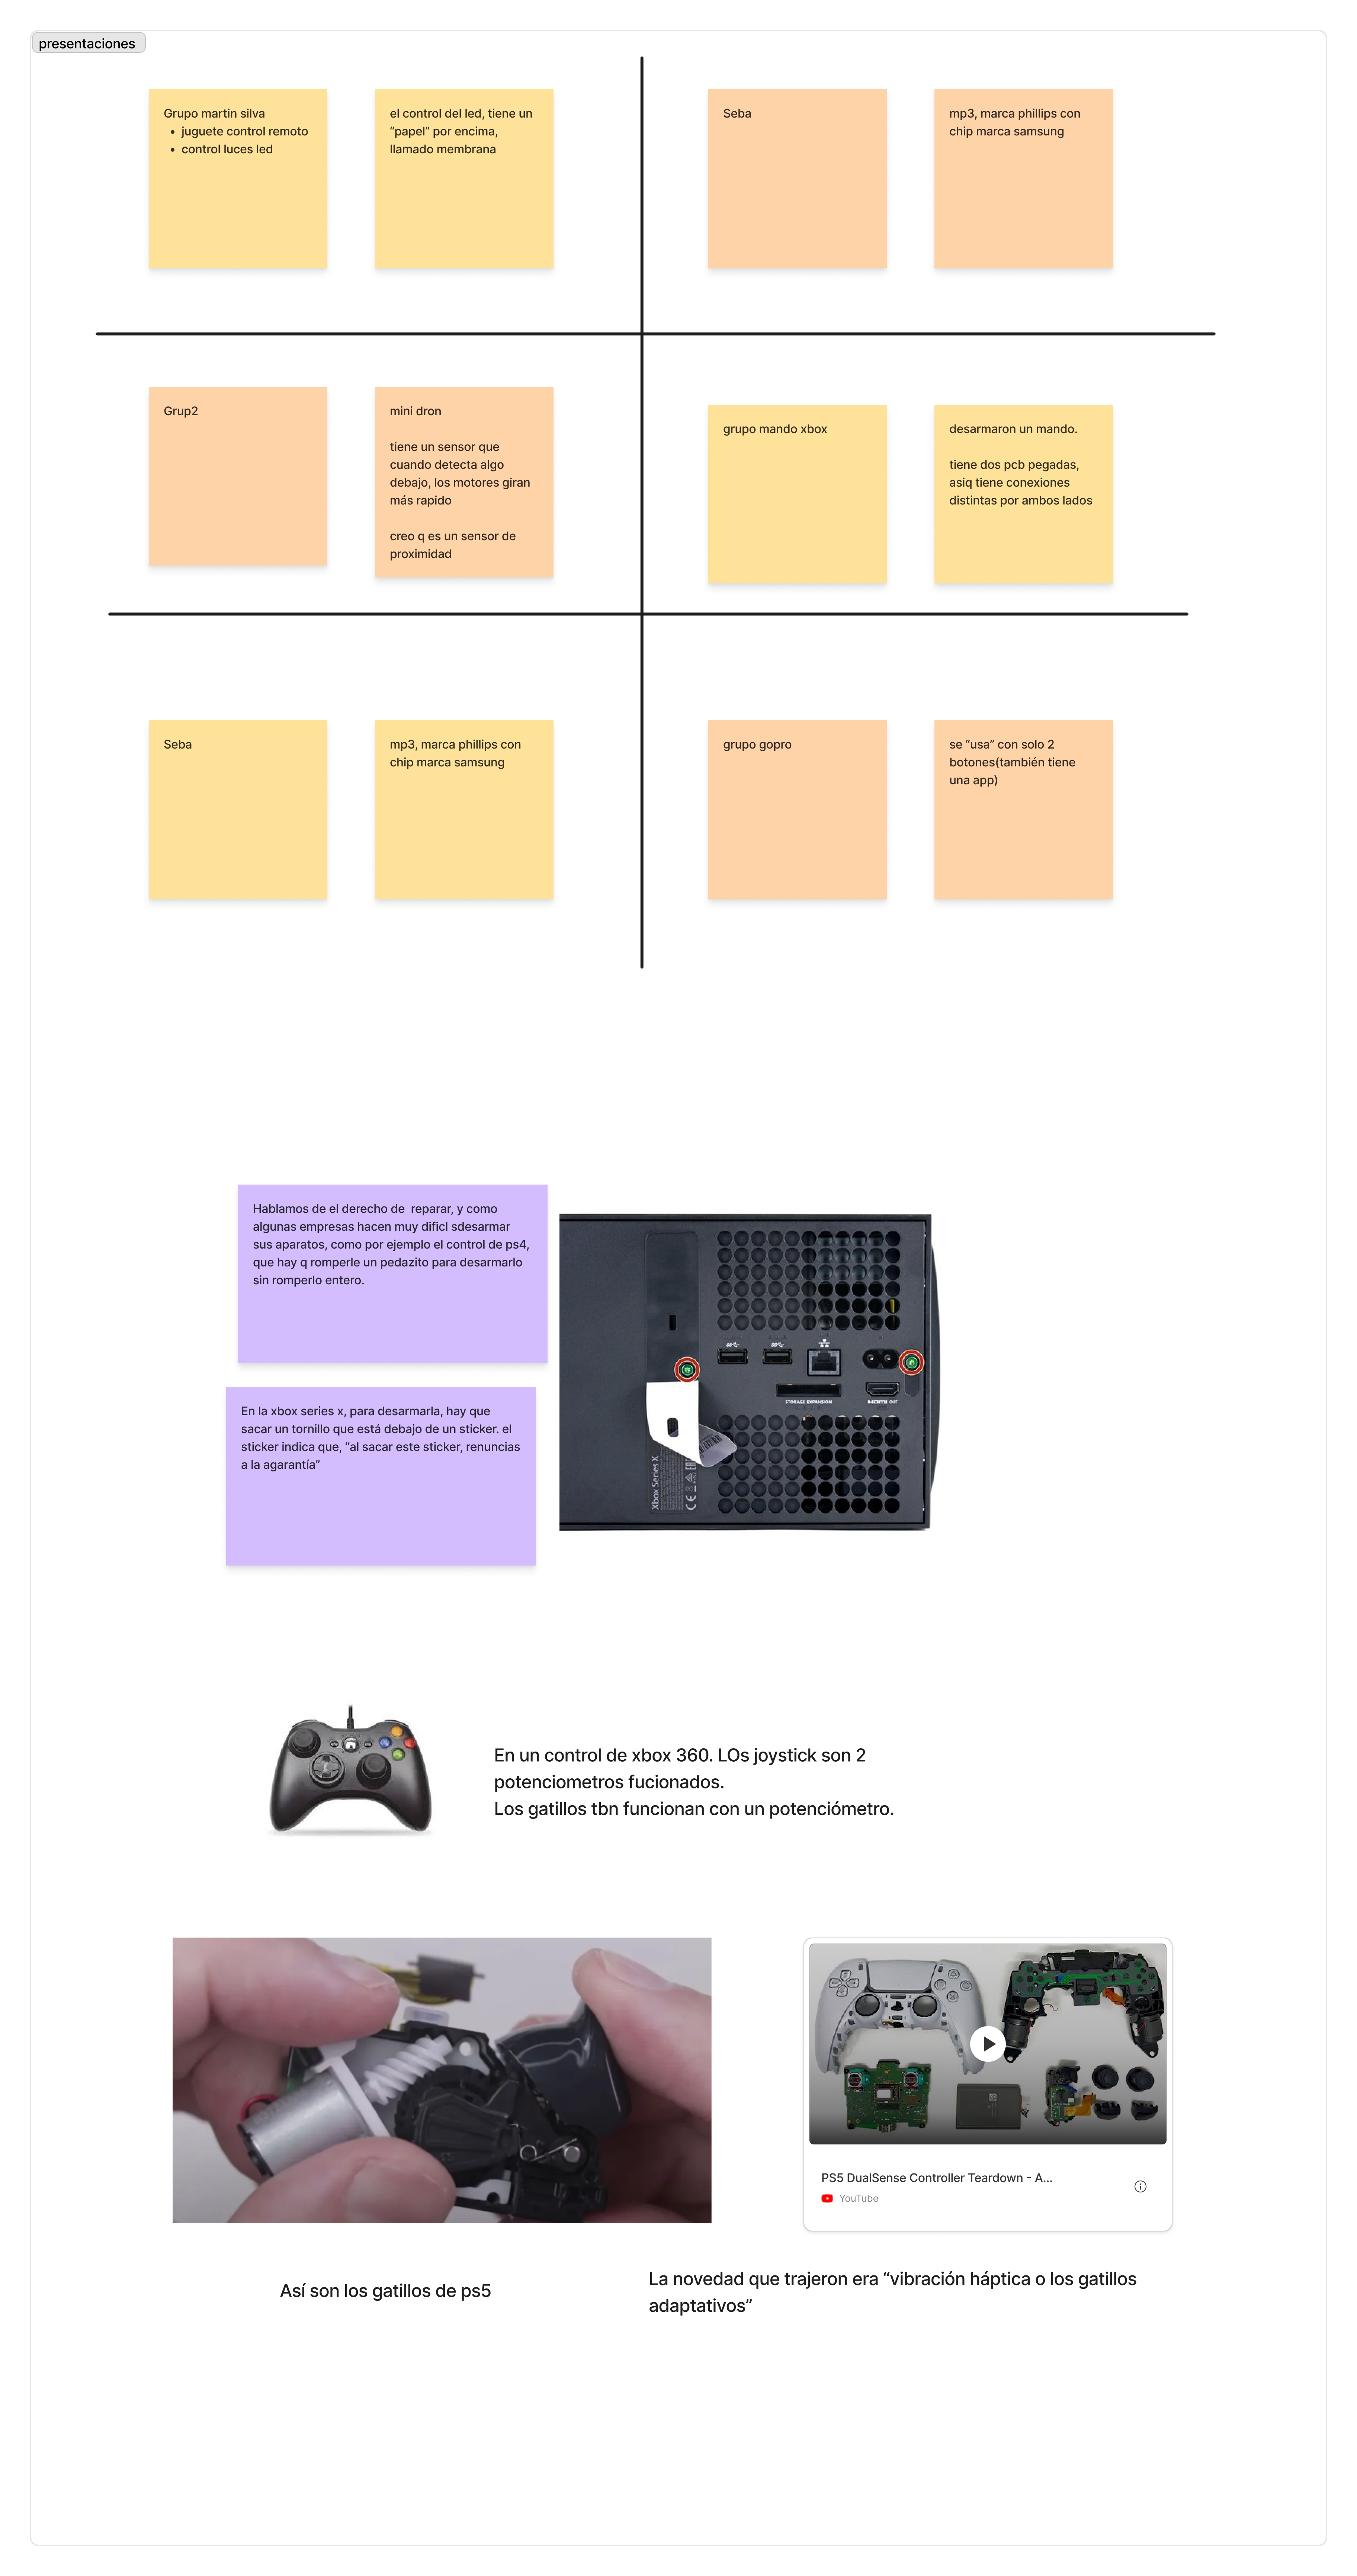 presentaciones
Grupo martin silva
• juguete control remoto
• control luces led
el control del led, tiene un
“papel” por encima,
llamado membrana
Seba
mp3, marca phillips con
chip marca samsung
Grup2
mini dron
tiene un sensor que
cuando detecta algo
debajo, los motores giran
más rapido
creo q es un sensor de
proximidad
grupo mando xbox
desarmaron un mando.
tiene dos pcb pegadas,
asiq tiene conexiones
distintas por ambos lados
Seba
mp3, marca phillips con
chip marca samsung
grupo gopro
se “usa” con solo 2
botones(también tiene
una app)
Hablamos de el derecho de  reparar, y como
algunas empresas hacen muy dificl sdesarmar
sus aparatos, como por ejemplo el control de ps4,
que hay q romperle un pedazito para desarmarlo
sin romperlo entero.
En la xbox series x, para desarmarla, hay que
sacar un tornillo que está debajo de un sticker. el
sticker indica que, “al sacar este sticker, renuncias
a la agarantía”
STORAGE EXPANSION
HDMI OUT
Xbox Series X
En un control de xbox 360. LOs joystick son 2
potenciometros fucionados.
Los gatillos tbn funcionan con un potenciómetro.
PS5 DualSense Controller Teardown - A...
YouTube
Así son los gatillos de ps5
La novedad que trajeron era “vibración háptica o los gatillos
adaptativos”